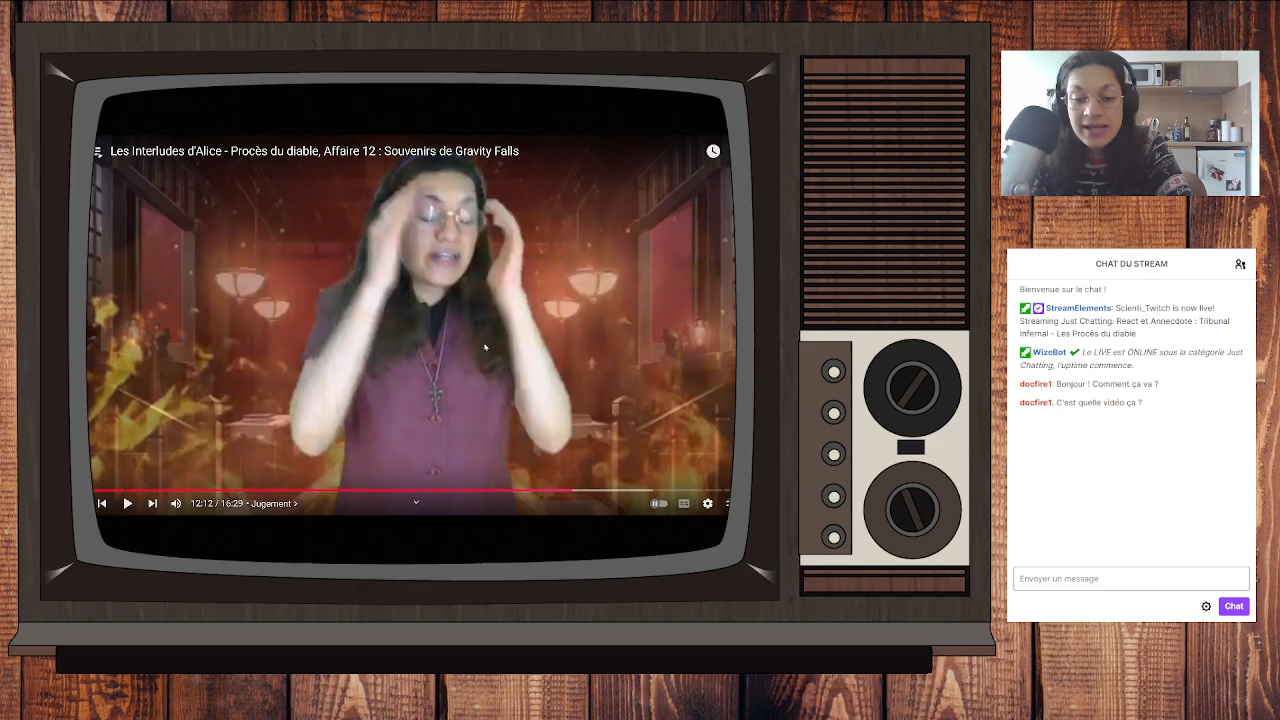 Les Interludes d'Alice - Procès du diable, Affaire 12 : Souvenirs de Gravity Falls
12:12 / 16:29 • Jugement >
CHAT DU STREAM
Bienvenue sur le chat !
StreamElements: Scienti_Twitch is now live!
Streaming Just Chatting: React et Annecdote : Tribunal
Infernal - Les Procès du diable
WizeBot ✔ Le LIVE est ONLINE sous la catégorie Just
Chatting, l'uptime commence.
docfire1: Bonjour ! Comment ça va ?
docfire1: C'est quelle vidéo ça ?
Envoyer un message
Chat